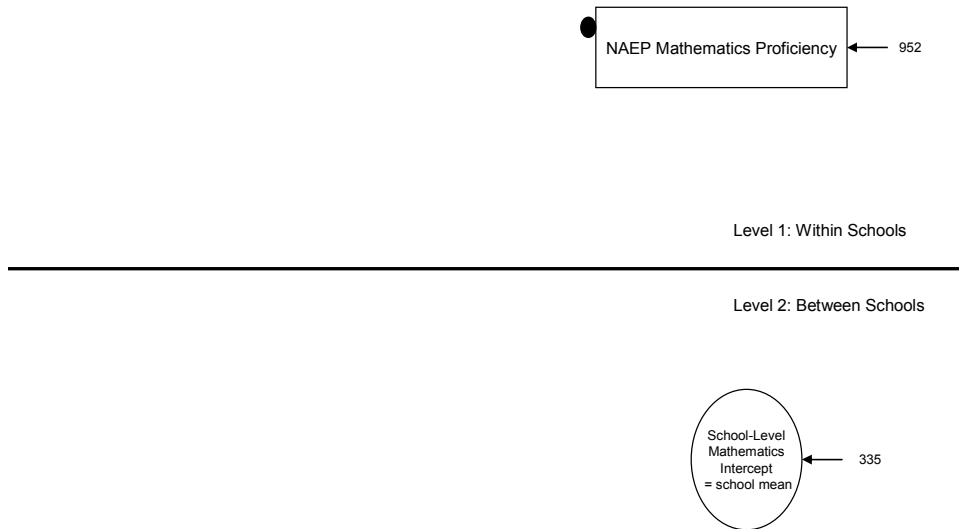 NAEP Mathematics Proficiency
952
Level 1: Within Schools
Level 2: Between Schools
School-Level
Mathematics
Intercept
= school mean
335